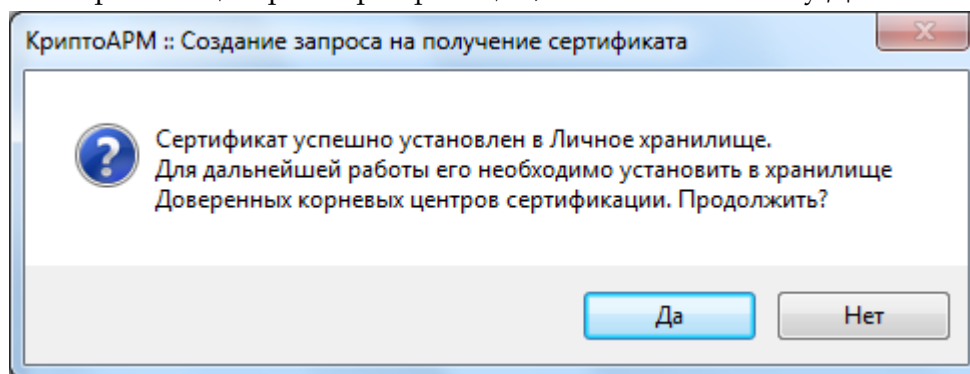 КриптоАРМ :: Создание запроса на получение сертификата
Сертификат успешно установлен в Личное хранилище.
Для дальнейшей работы его необходимо установить в хранилище
Доверенных корневых центров сертификации. Продолжить?
Да
Нет